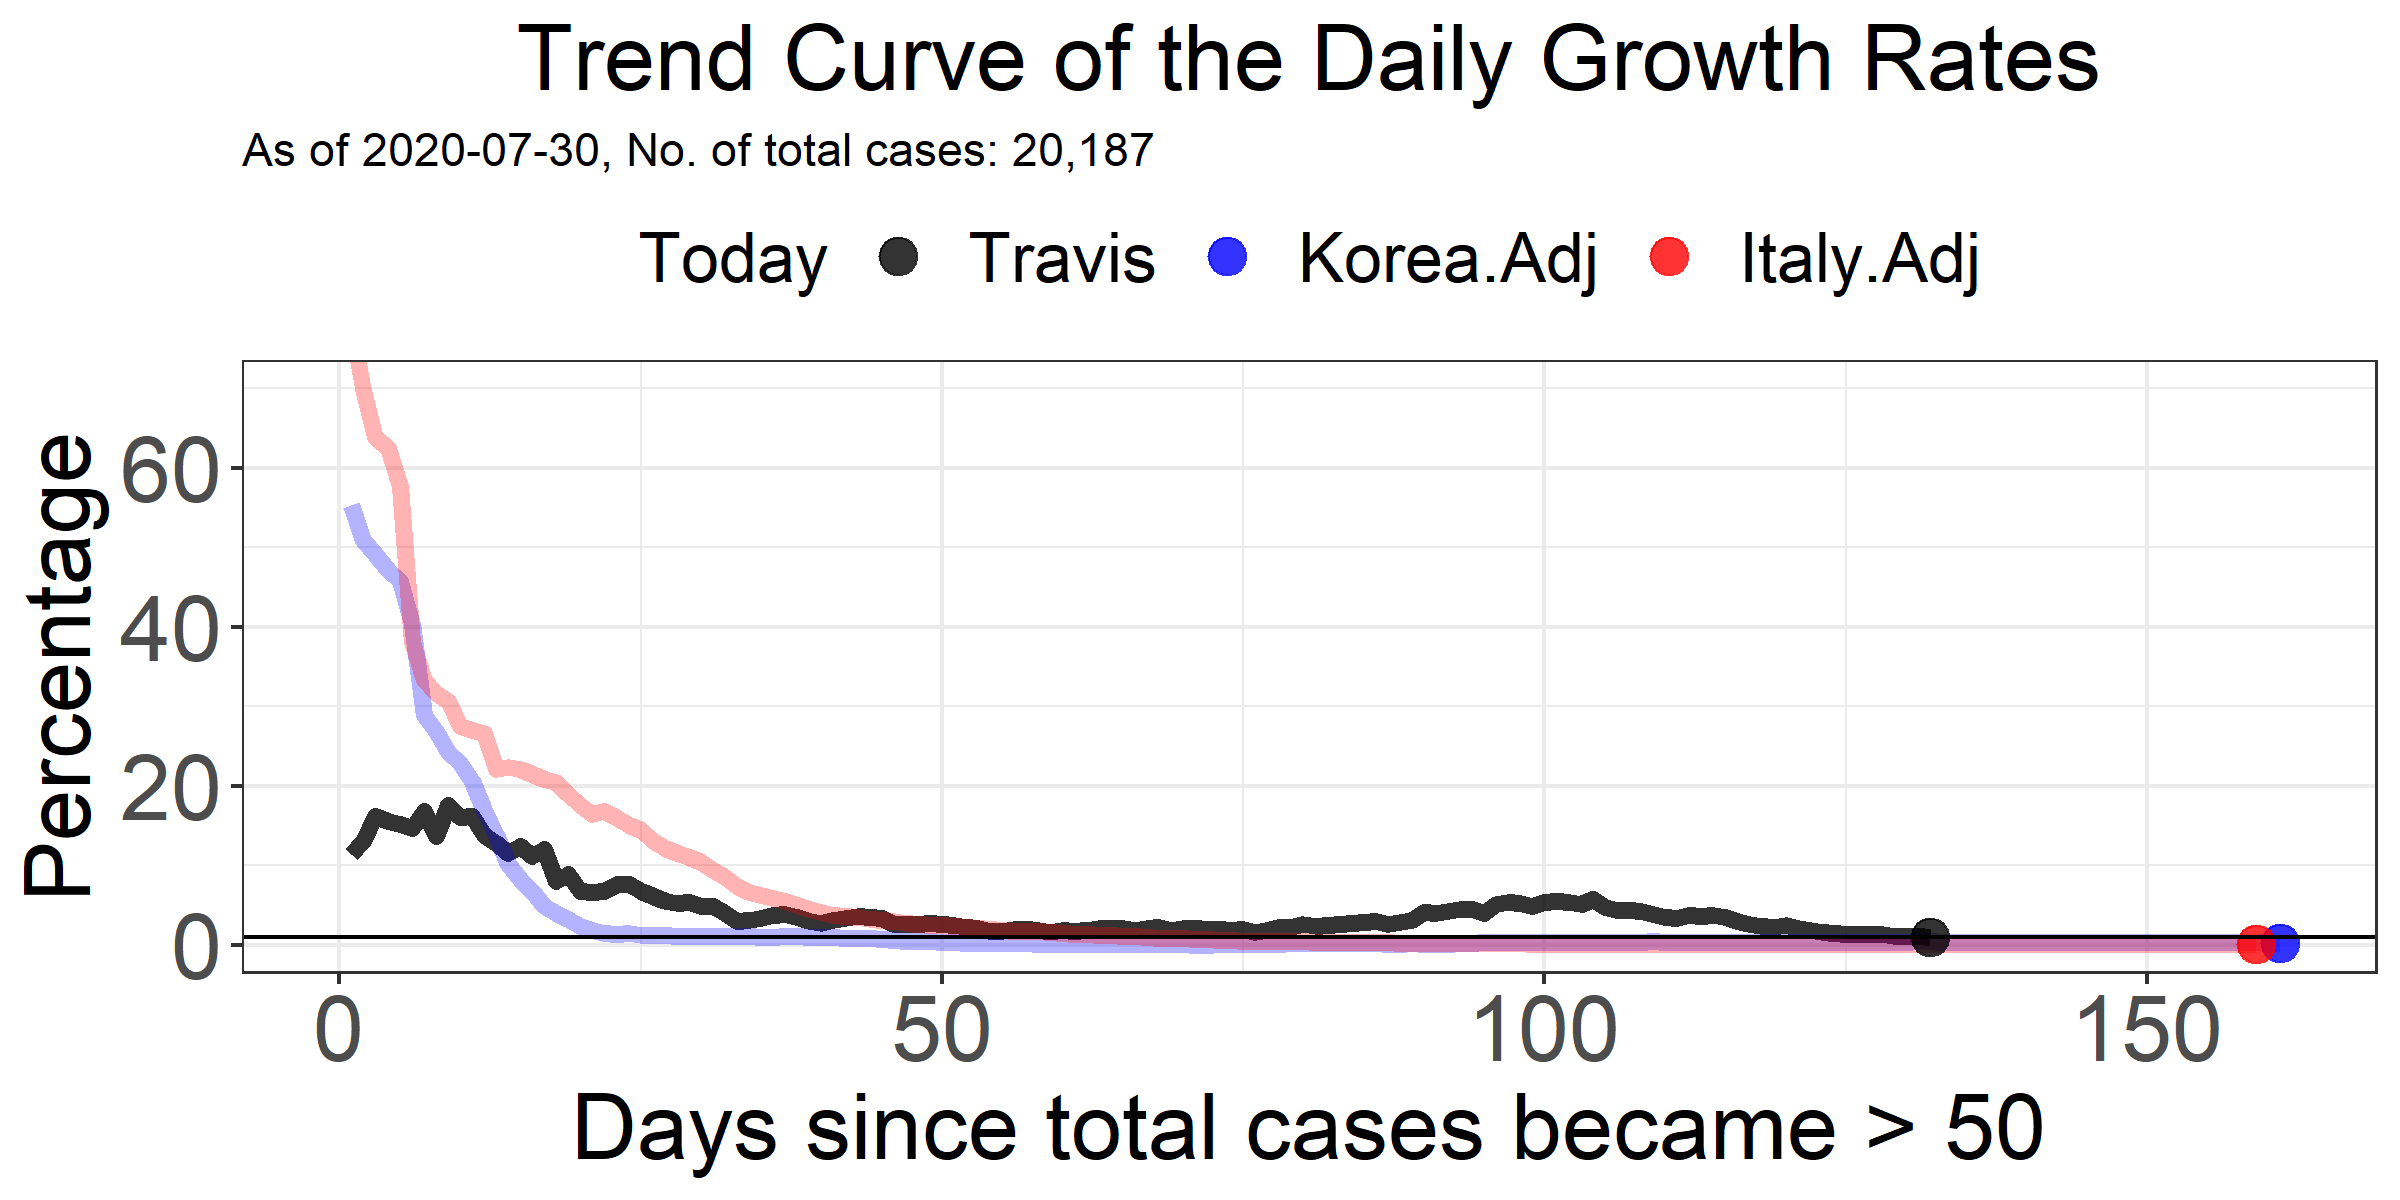 Trend Curve of the Daily Growth Rates
As of 2020-07-30, No. of total cases: 20,187
Today Travis Korea.Adj Italy.Adj
Percentage
60
40
20
0
0 50 100 150
Days since total cases became > 50